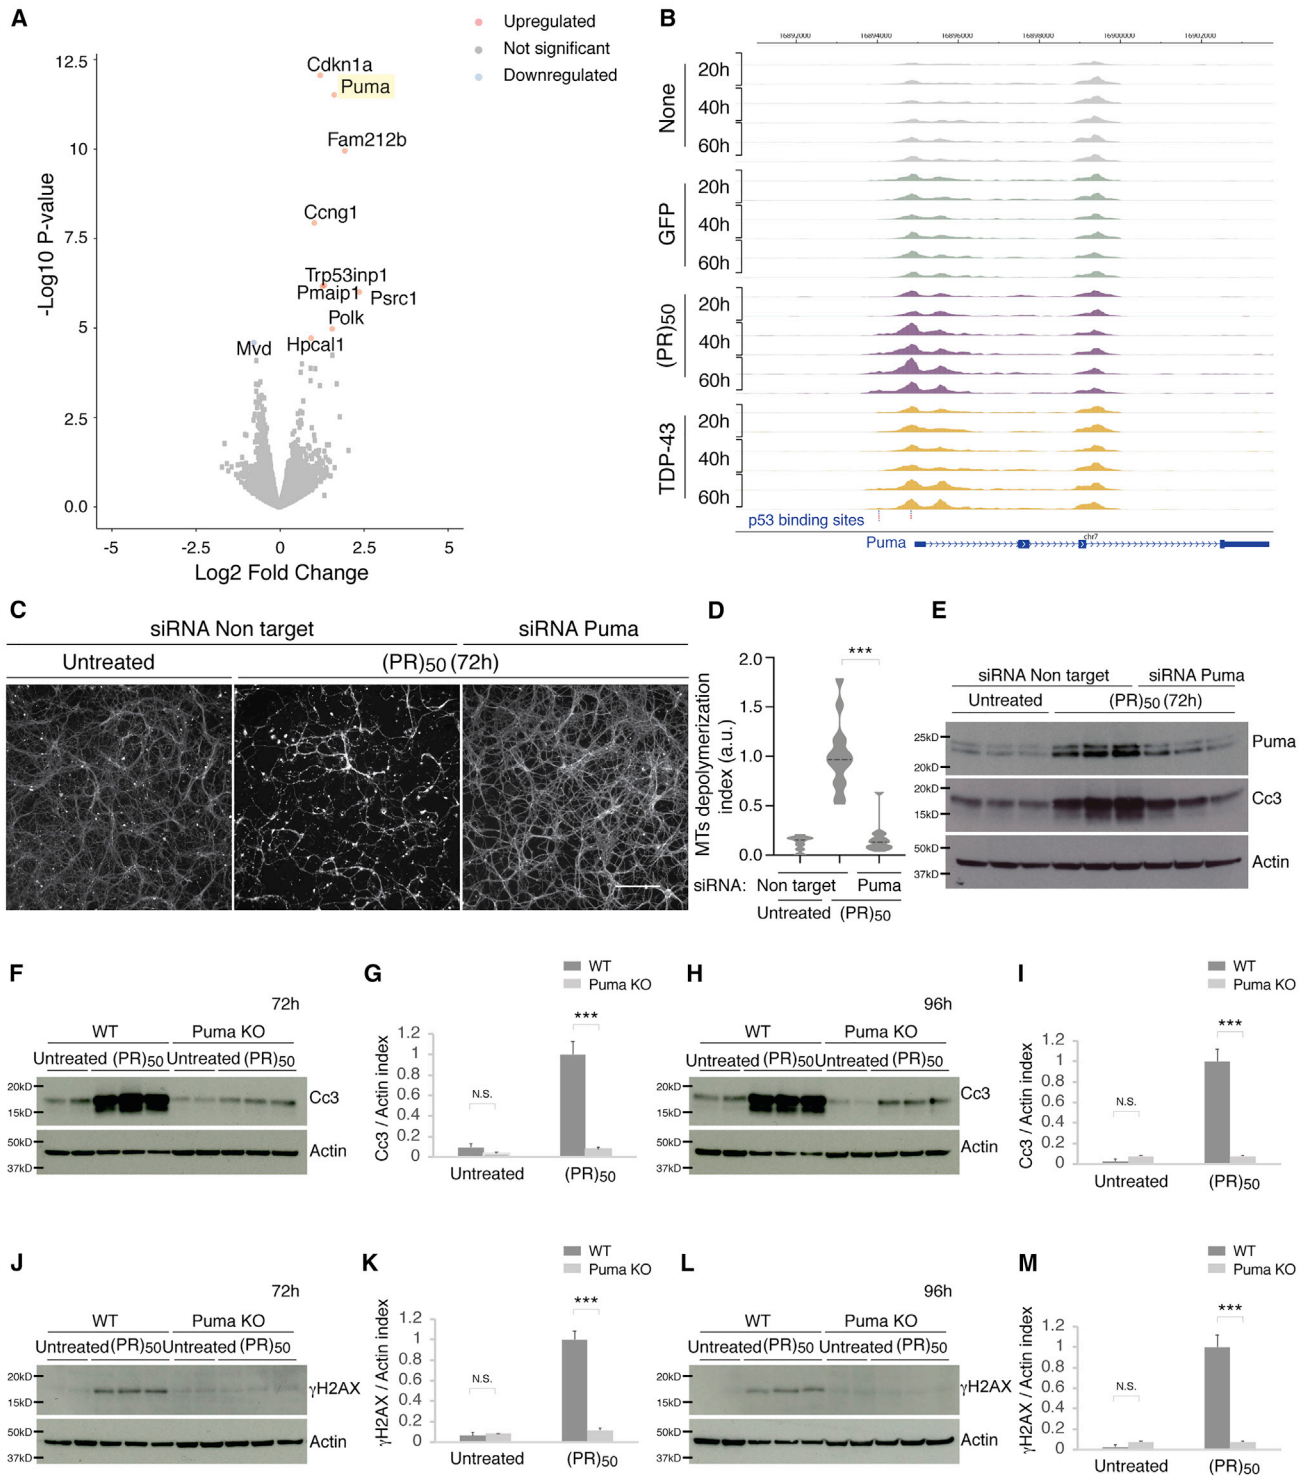 A
Upregulated
Not significant
Downregulated
12.5
10
7.5
5
2.5
0.0
-Log10 P-value
Cdkn1a
Puma
Fam212b
Ccng1
Trp53inp1
Pmaip1
Psrc1
Polk
Hpcal1
Mvd
-5
-2.5
0
2.5
5
Log2 Fold Change
B
16892000
16894000
16896000
16898000
16900000
16902000
None
20h
40h
60h
GFP
20h
40h
60h
(PR)50
20h
40h
60h
TDP-43
20h
40h
60h
p53 binding sites
chr7
Puma
C
siRNA Non target
siRNA Puma
Untreated
(PR)50 (72h)
D
***
2.0
1.5
1.0
0.5
0.0
MTs depolymerization
index (a.u.)
siRNA: Non target Puma
Untreated (PR)50
E
siRNA Non target siRNA Puma
Untreated (PR)50 (72h)
25kD
20kD
Puma
20kD
15kD
Cc3
50kD
37kD
Actin
F
72h
WT Puma KO
Untreated (PR)50 Untreated (PR)50
20kD
15kD
Cc3
50kD
37kD
Actin
G
WT
Puma KO
***
N.S.
1.2
1
0.8
0.6
0.4
0.2
0
Cc3 / Actin index
Untreated (PR)50
H
96h
WT Puma KO
Untreated (PR)50 Untreated (PR)50
20kD
15kD
Cc3
50kD
37kD
Actin
I
WT
Puma KO
***
N.S.
1.2
1
0.8
0.6
0.4
0.2
0
Cc3 / Actin index
Untreated (PR)50
J
72h
WT Puma KO
Untreated (PR)50 Untreated (PR)50
20kD
15kD
γH2AX
50kD
37kD
Actin
K
WT
Puma KO
***
N.S.
1.2
1
0.8
0.6
0.4
0.2
0
γH2AX / Actin index
Untreated (PR)50
L
96h
WT Puma KO
Untreated (PR)50 Untreated (PR)50
20kD
15kD
γH2AX
50kD
37kD
Actin
M
WT
Puma KO
***
N.S.
1.2
1
0.8
0.6
0.4
0.2
0
γH2AX / Actin index
Untreated (PR)50